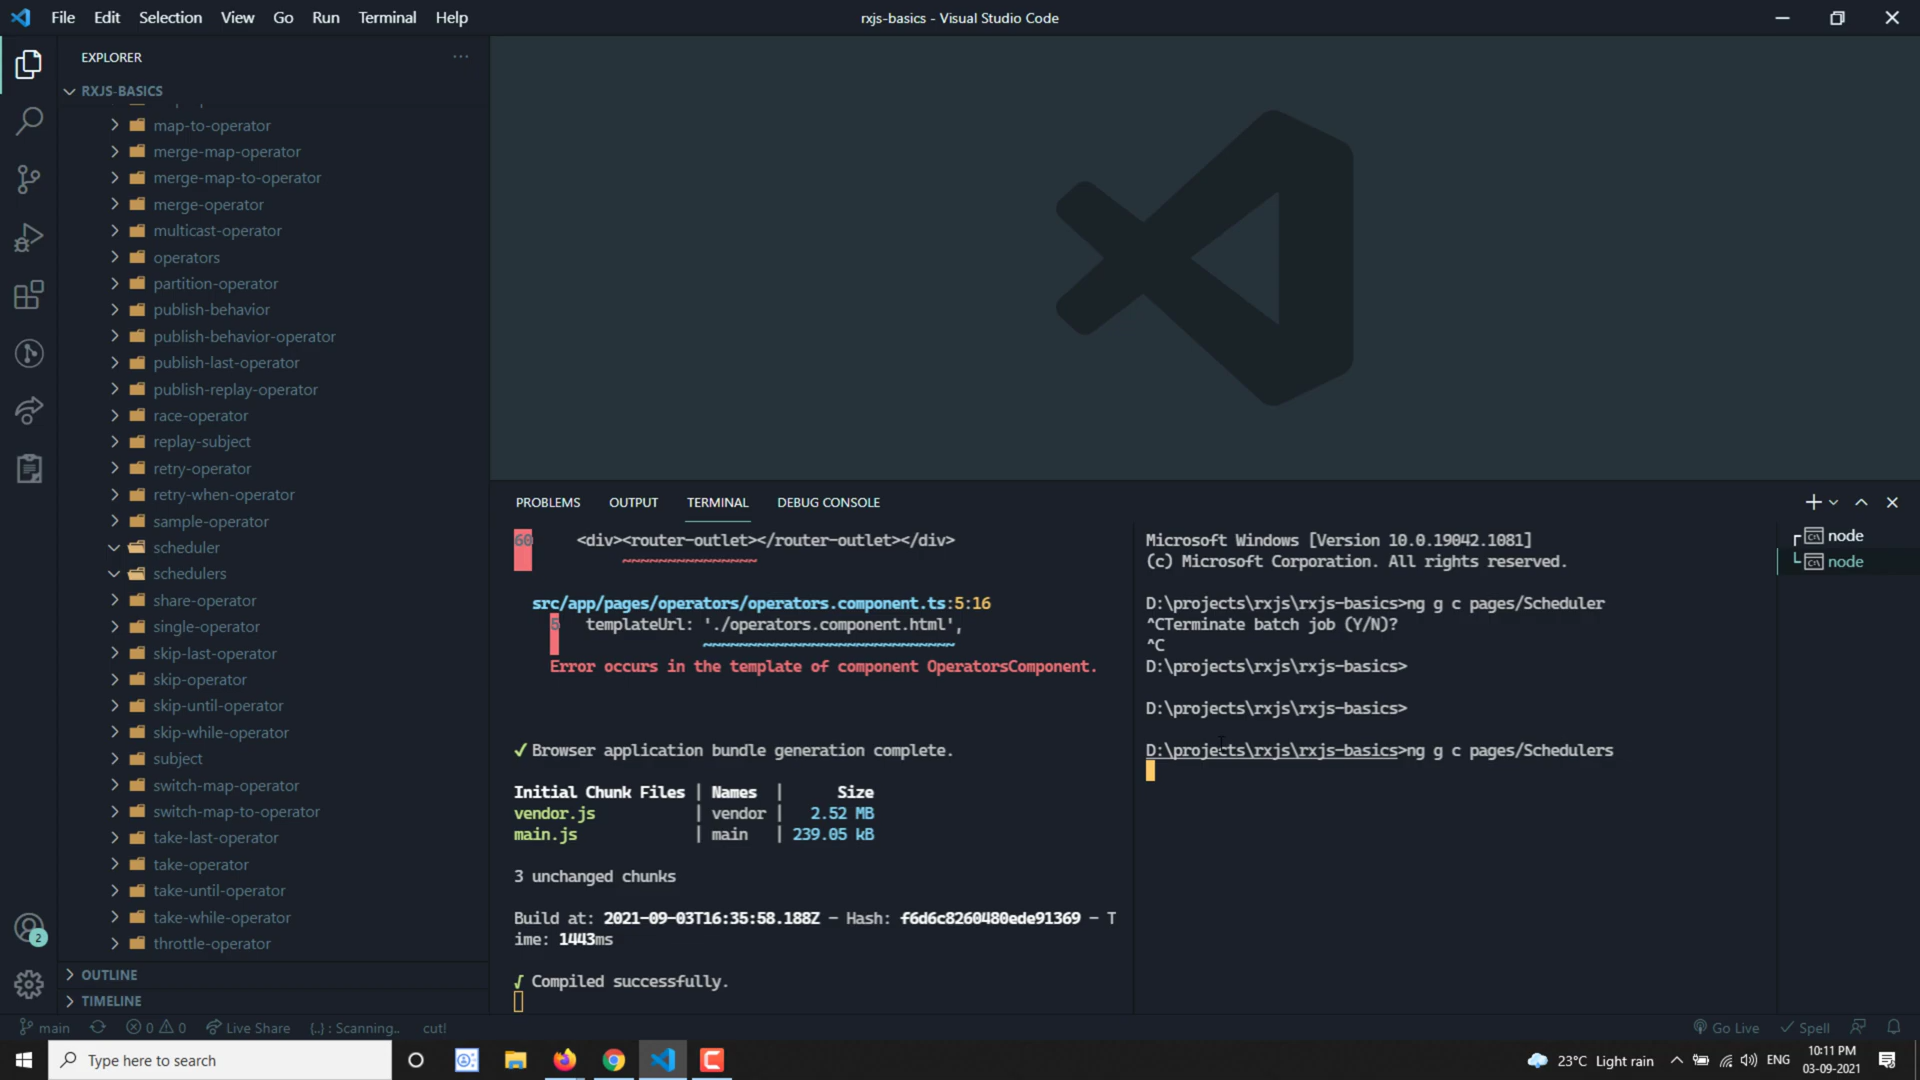 File Edit Selection View Go Run Terminal Help
rxjs-basics - Visual Studio Code
EXPLORER
RXJS-BASICS
map-to-operator
merge-map-operator
merge-map-to-operator
merge-operator
multicast-operator
operators
partition-operator
publish-behavior
publish-behavior-operator
publish-last-operator
publish-replay-operator
race-operator
replay-subject
retry-operator
retry-when-operator
sample-operator
scheduler
schedulers
share-operator
single-operator
skip-last-operator
skip-operator
skip-until-operator
skip-while-operator
subject
switch-map-operator
switch-map-to-operator
take-last-operator
take-operator
take-until-operator
take-while-operator
throttle-operator
OUTLINE
TIMELINE
PROBLEMS OUTPUT TERMINAL DEBUG CONSOLE
60 <div><router-outlet></router-outlet></div>
~~~~~~~~~~~~~~~
src/app/pages/operators/operators.component.ts:5:16
5 templateUrl: './operators.component.html',
~~~~~~~~~~~~~~~~~~~~~~~~~~~~
Error occurs in the template of component OperatorsComponent.
✓ Browser application bundle generation complete.
Initial Chunk Files | Names | Size
vendor.js | vendor | 2.52 MB
main.js | main | 239.05 kB
3 unchanged chunks
Build at: 2021-09-03T16:35:58.188Z - Hash: f6d6c8260480ede91369 - T
ime: 1443ms
√ Compiled successfully.
Microsoft Windows [Version 10.0.19042.1081]
(c) Microsoft Corporation. All rights reserved.
D:\projects\rxjs\rxjs-basics>ng g c pages/Scheduler
^CTerminate batch job (Y/N)?
^C
D:\projects\rxjs\rxjs-basics>
D:\projects\rxjs\rxjs-basics>
D:\projects\rxjs\rxjs-basics>ng g c pages/Schedulers
node
node
2
main 0 0 Live Share {..} : Scanning.. cut!
Go Live Spell
Type here to search
23°C Light rain ENG
10:11 PM
03-09-2021